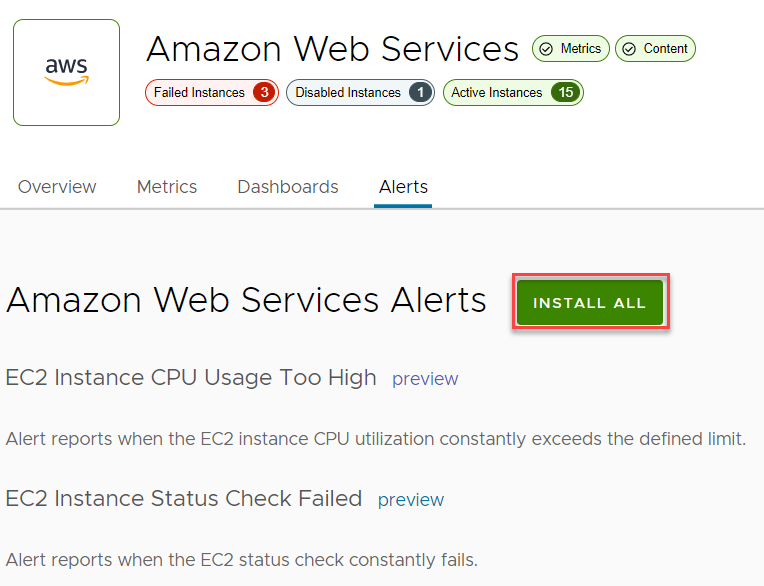 aws
Amazon Web Services
Metrics
Content
Failed Instances 3
Disabled Instances 1
Active Instances 15
Overview
Metrics
Dashboards
Alerts
Amazon Web Services Alerts
INSTALL ALL
EC2 Instance CPU Usage Too High preview
Alert reports when the EC2 instance CPU utilization constantly exceeds the defined limit.
EC2 Instance Status Check Failed preview
Alert reports when the EC2 status check constantly fails.